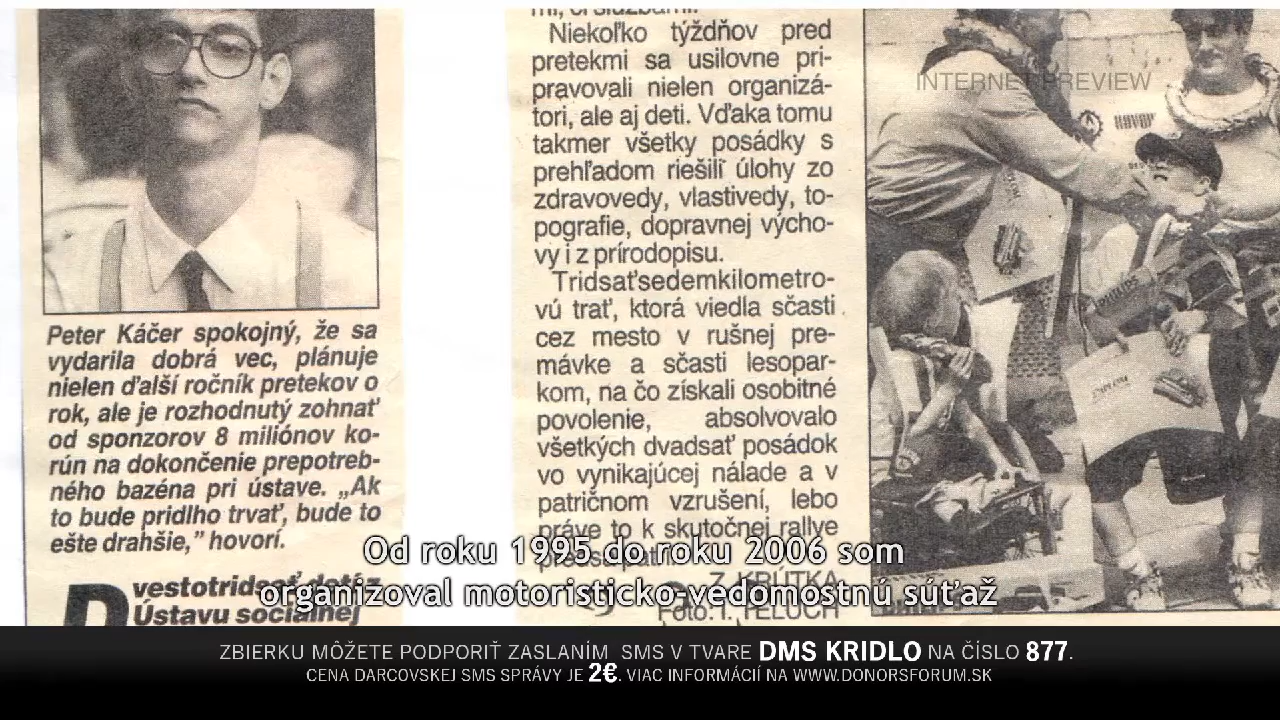 Peter Káčer spokojný, že sa
vydarila dobrá vec, plánuje
nielen ďalší ročník pretekov o
rok, ale je rozhodnutý zohnať
od sponzorov 8 miliónov ko-
rún na dokončenie prepotreb-
ného bazéna pri ústave. „Ak
to bude pridlho trvať, bude to
ešte drahšie,” hovorí.
Dvestotridsať detí z
Ústavu sociálnej
Niekoľko týždňov pred
pretekmi sa usilovne pri-
pravovali nielen organizá-
tori, ale aj deti. Vďaka tomu
takmer všetky posádky s
prehľadom riešili úlohy zo
zdravovedy, vlastivedy, to-
pografie, dopravnej výcho-
vy i z prírodopisu.
Tridsaťsedemkilometro-
vú trať, ktorá viedla sčasti
cez mesto v rušnej pre-
mávke a sčasti lesopar-
kom, na čo získali osobitné
povolenie, absolvovalo
všetkých dvadsať posádok
vo vynikajúcej nálade a v
patričnom vzrušení, lebo
práve to k skutočnej rallye
Z. KRÚTKA
Foto: I. TELUCH
INTERNET PREVIEW
Od roku 1995 do roku 2006 som
organizoval motoristicko-vedomostnú súťaž
ZBIERKU MÔŽETE PODPORIŤ ZASLANÍM SMS V TVARE DMS KRIDLO NA ČÍSLO 877.
CENA DARCOVSKEJ SMS SPRÁVY JE 2€. VIAC INFORMÁCIÍ NA WWW.DONORSFORUM.SK